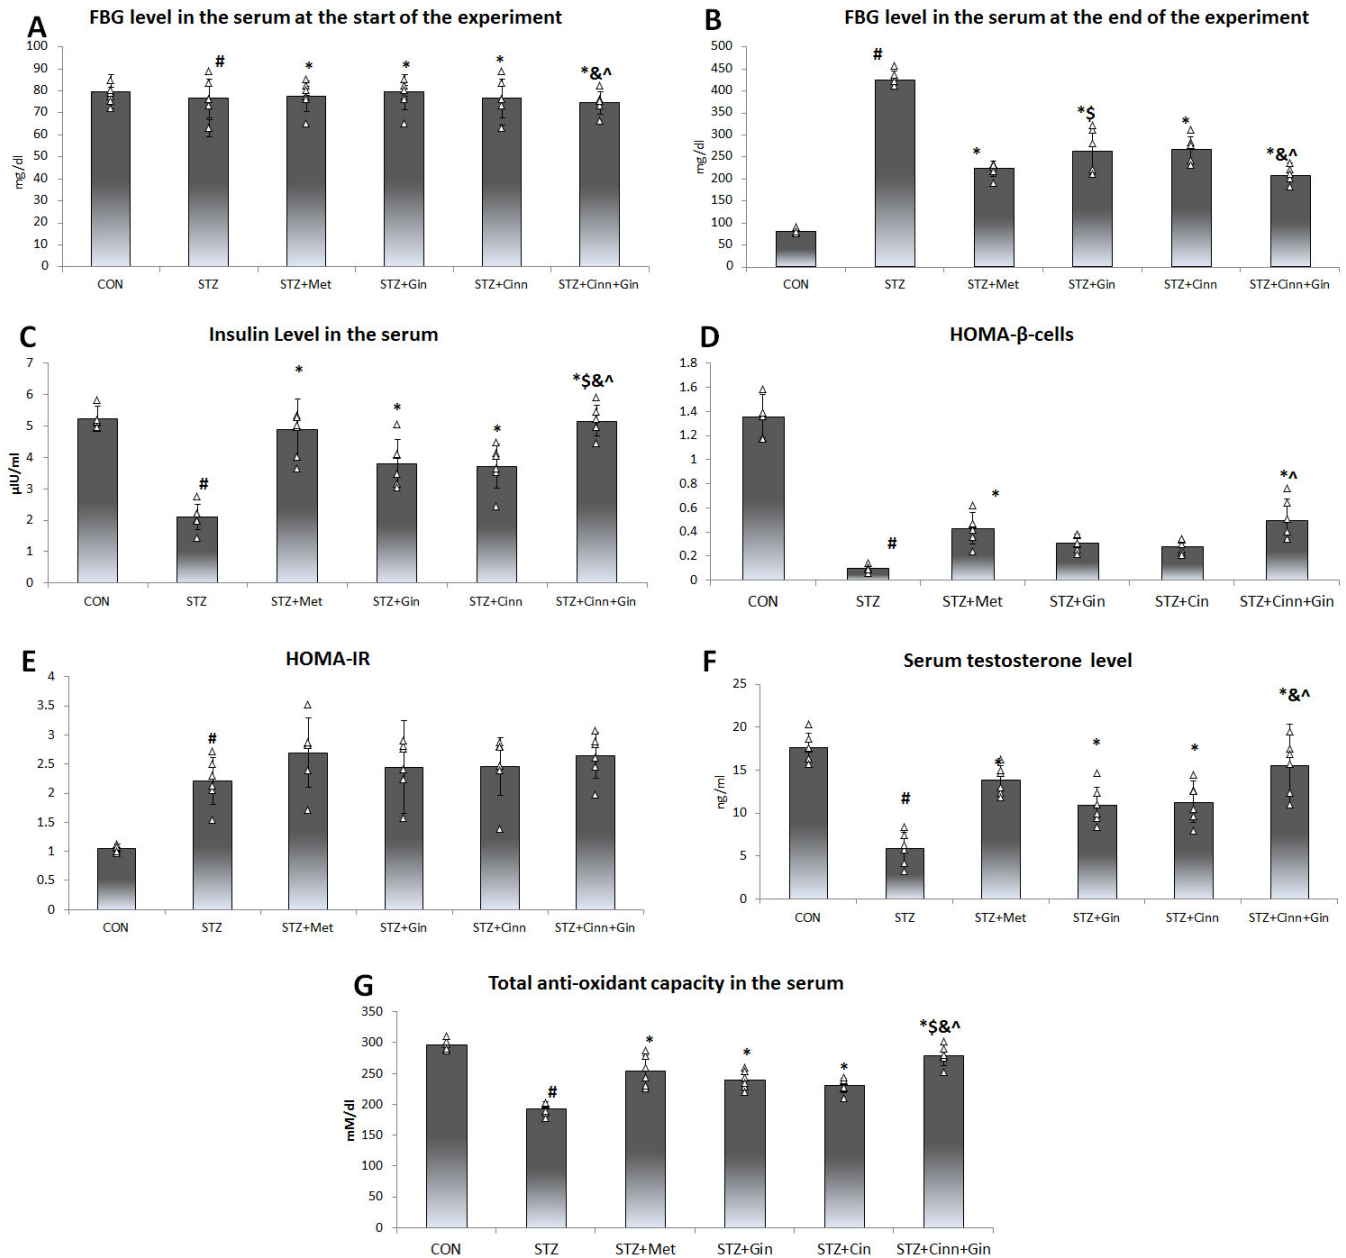 A
FBG level in the serum at the start of the experiment
100
90
80
70
60
50
40
30
20
10
0
mg/dl
#
*
*
*
*&^
CON
STZ
STZ+Met
STZ+Gin
STZ+Cinn
STZ+Cinn+Gin
B
FBG level in the serum at the end of the experiment
500
450
400
350
300
250
200
150
100
50
0
mg/dl
#
*
*$
*
*&^
CON
STZ
STZ+Met
STZ+Gin
STZ+Cinn
STZ+Cinn+Gin
C
Insulin Level in the serum
7
6
5
4
3
2
1
0
µIU/ml
#
*
*
*
*$&^
CON
STZ
STZ+Met
STZ+Gin
STZ+Cinn
STZ+Cinn+Gin
D
HOMA-β-cells
1.8
1.6
1.4
1.2
1
0.8
0.6
0.4
0.2
0
#
*
*^
CON
STZ
STZ+Met
STZ+Gin
STZ+Cin
STZ+Cinn+Gin
E
HOMA-IR
4
3.5
3
2.5
2
1.5
1
0.5
0
#
CON
STZ
STZ+Met
STZ+Gin
STZ+Cinn
STZ+Cinn+Gin
F
Serum testosterone level
25
20
15
10
5
0
ng/ml
#
*
*
*
*&^
CON
STZ
STZ+Met
STZ+Gin
STZ+Cinn
STZ+Cinn+Gin
G
Total anti-oxidant capacity in the serum
350
300
250
200
150
100
50
0
mM/dl
#
*
*
*
*$&^
CON
STZ
STZ+Met
STZ+Gin
STZ+Cin
STZ+Cinn+Gin